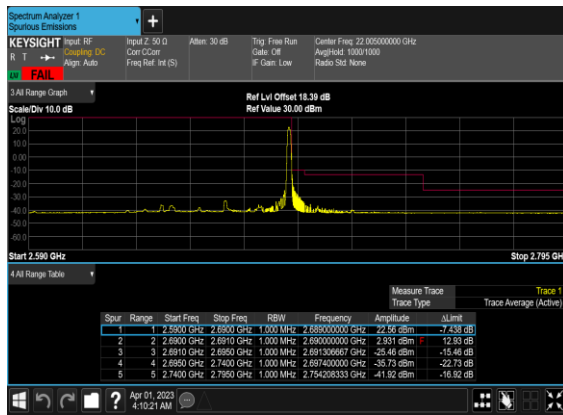 Spectrum Analyzer 1
Spurious Emissions
KEYSIGHT Input: RF Input Z: 50 Ω Atten: 30 dB Trig: Free Run Center Freq: 22.005000000 GHz
R T Coupling: DC Corr CCorr Gate: Off Avg|Hold: 1000/1000
Align: Auto Freq Ref: Int (S) IF Gain: Low Radio Std: None
FAIL
3 All Range Graph
Ref Lvl Offset 18.39 dB
Scale/Div 10.0 dB Ref Value 30.00 dBm
Log
20.0
10.0
0.00
-10.0
-20.0
-30.0
-40.0
-50.0
-60.0
Start 2.590 GHz Stop 2.795 GHz
4 All Range Table
Measure Trace Trace 1
Trace Type Trace Average (Active)
Spur Range Start Freq Stop Freq RBW Frequency Amplitude ΔLimit
1 1 2.5900 GHz 2.6900 GHz 1.000 MHz 2.689000000 GHz 22.56 dBm -7.438 dB
2 2 2.6900 GHz 2.6910 GHz 1.000 MHz 2.690000000 GHz 2.931 dBm F 12.93 dB
3 3 2.6910 GHz 2.6950 GHz 1.000 MHz 2.691306667 GHz -25.46 dBm -15.46 dB
4 4 2.6950 GHz 2.7400 GHz 1.000 MHz 2.697400000 GHz -35.73 dBm -22.73 dB
5 5 2.7400 GHz 2.7950 GHz 1.000 MHz 2.754208333 GHz -41.92 dBm -16.92 dB
Apr 01, 2023
4:10:21 AM